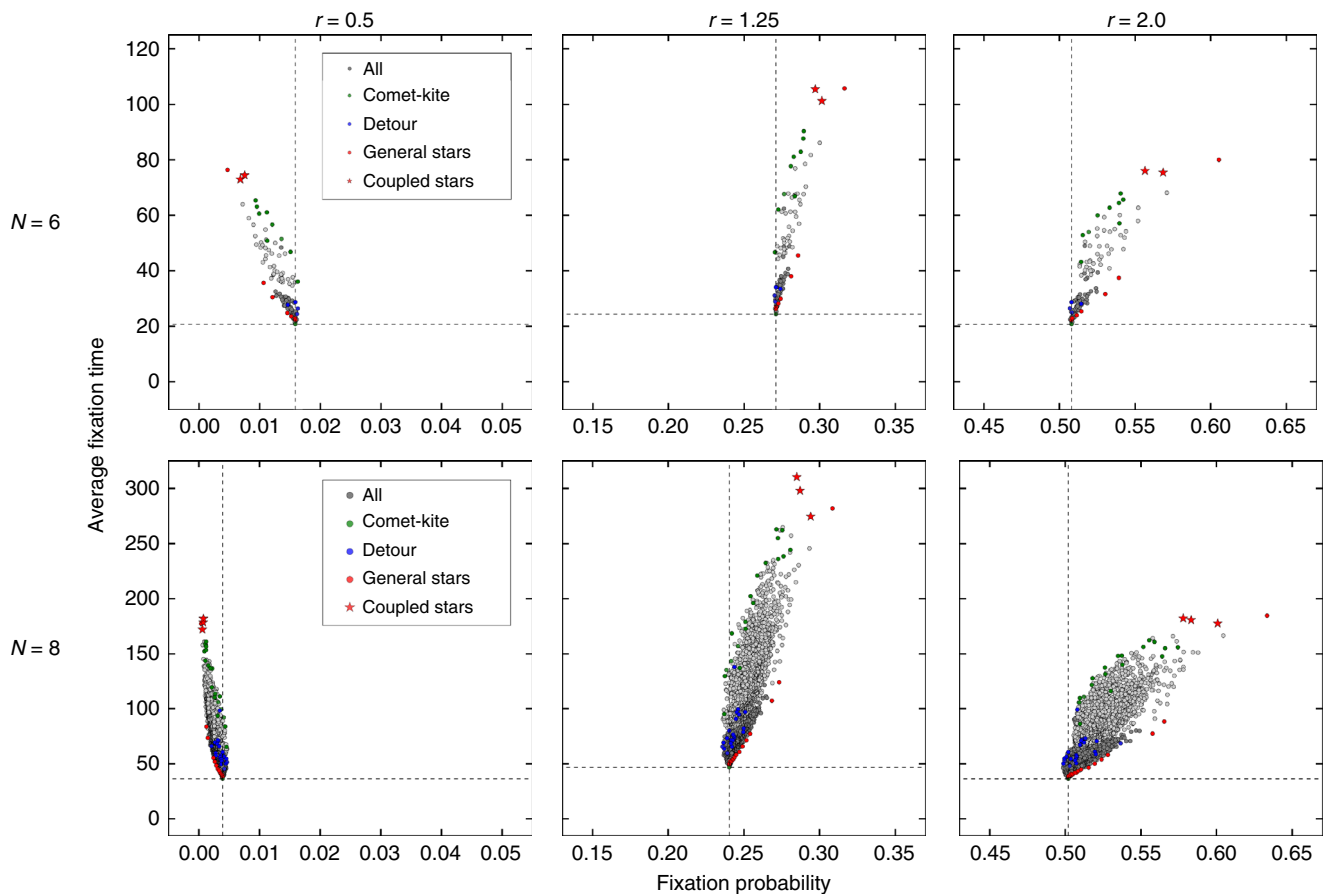 r = 0.5
r = 1.25
r = 2.0
120
100
80
60
40
20
0
All
Comet-kite
Detour
General stars
Coupled stars
N = 6
0.00 0.01 0.02 0.03 0.04 0.05
0.15 0.20 0.25 0.30 0.35
0.45 0.50 0.55 0.60 0.65
Average fixation time
300
250
200
150
100
50
0
All
Comet-kite
Detour
General stars
Coupled stars
N = 8
0.00 0.01 0.02 0.03 0.04 0.05
0.15 0.20 0.25 0.30 0.35
0.45 0.50 0.55 0.60 0.65
Fixation probability